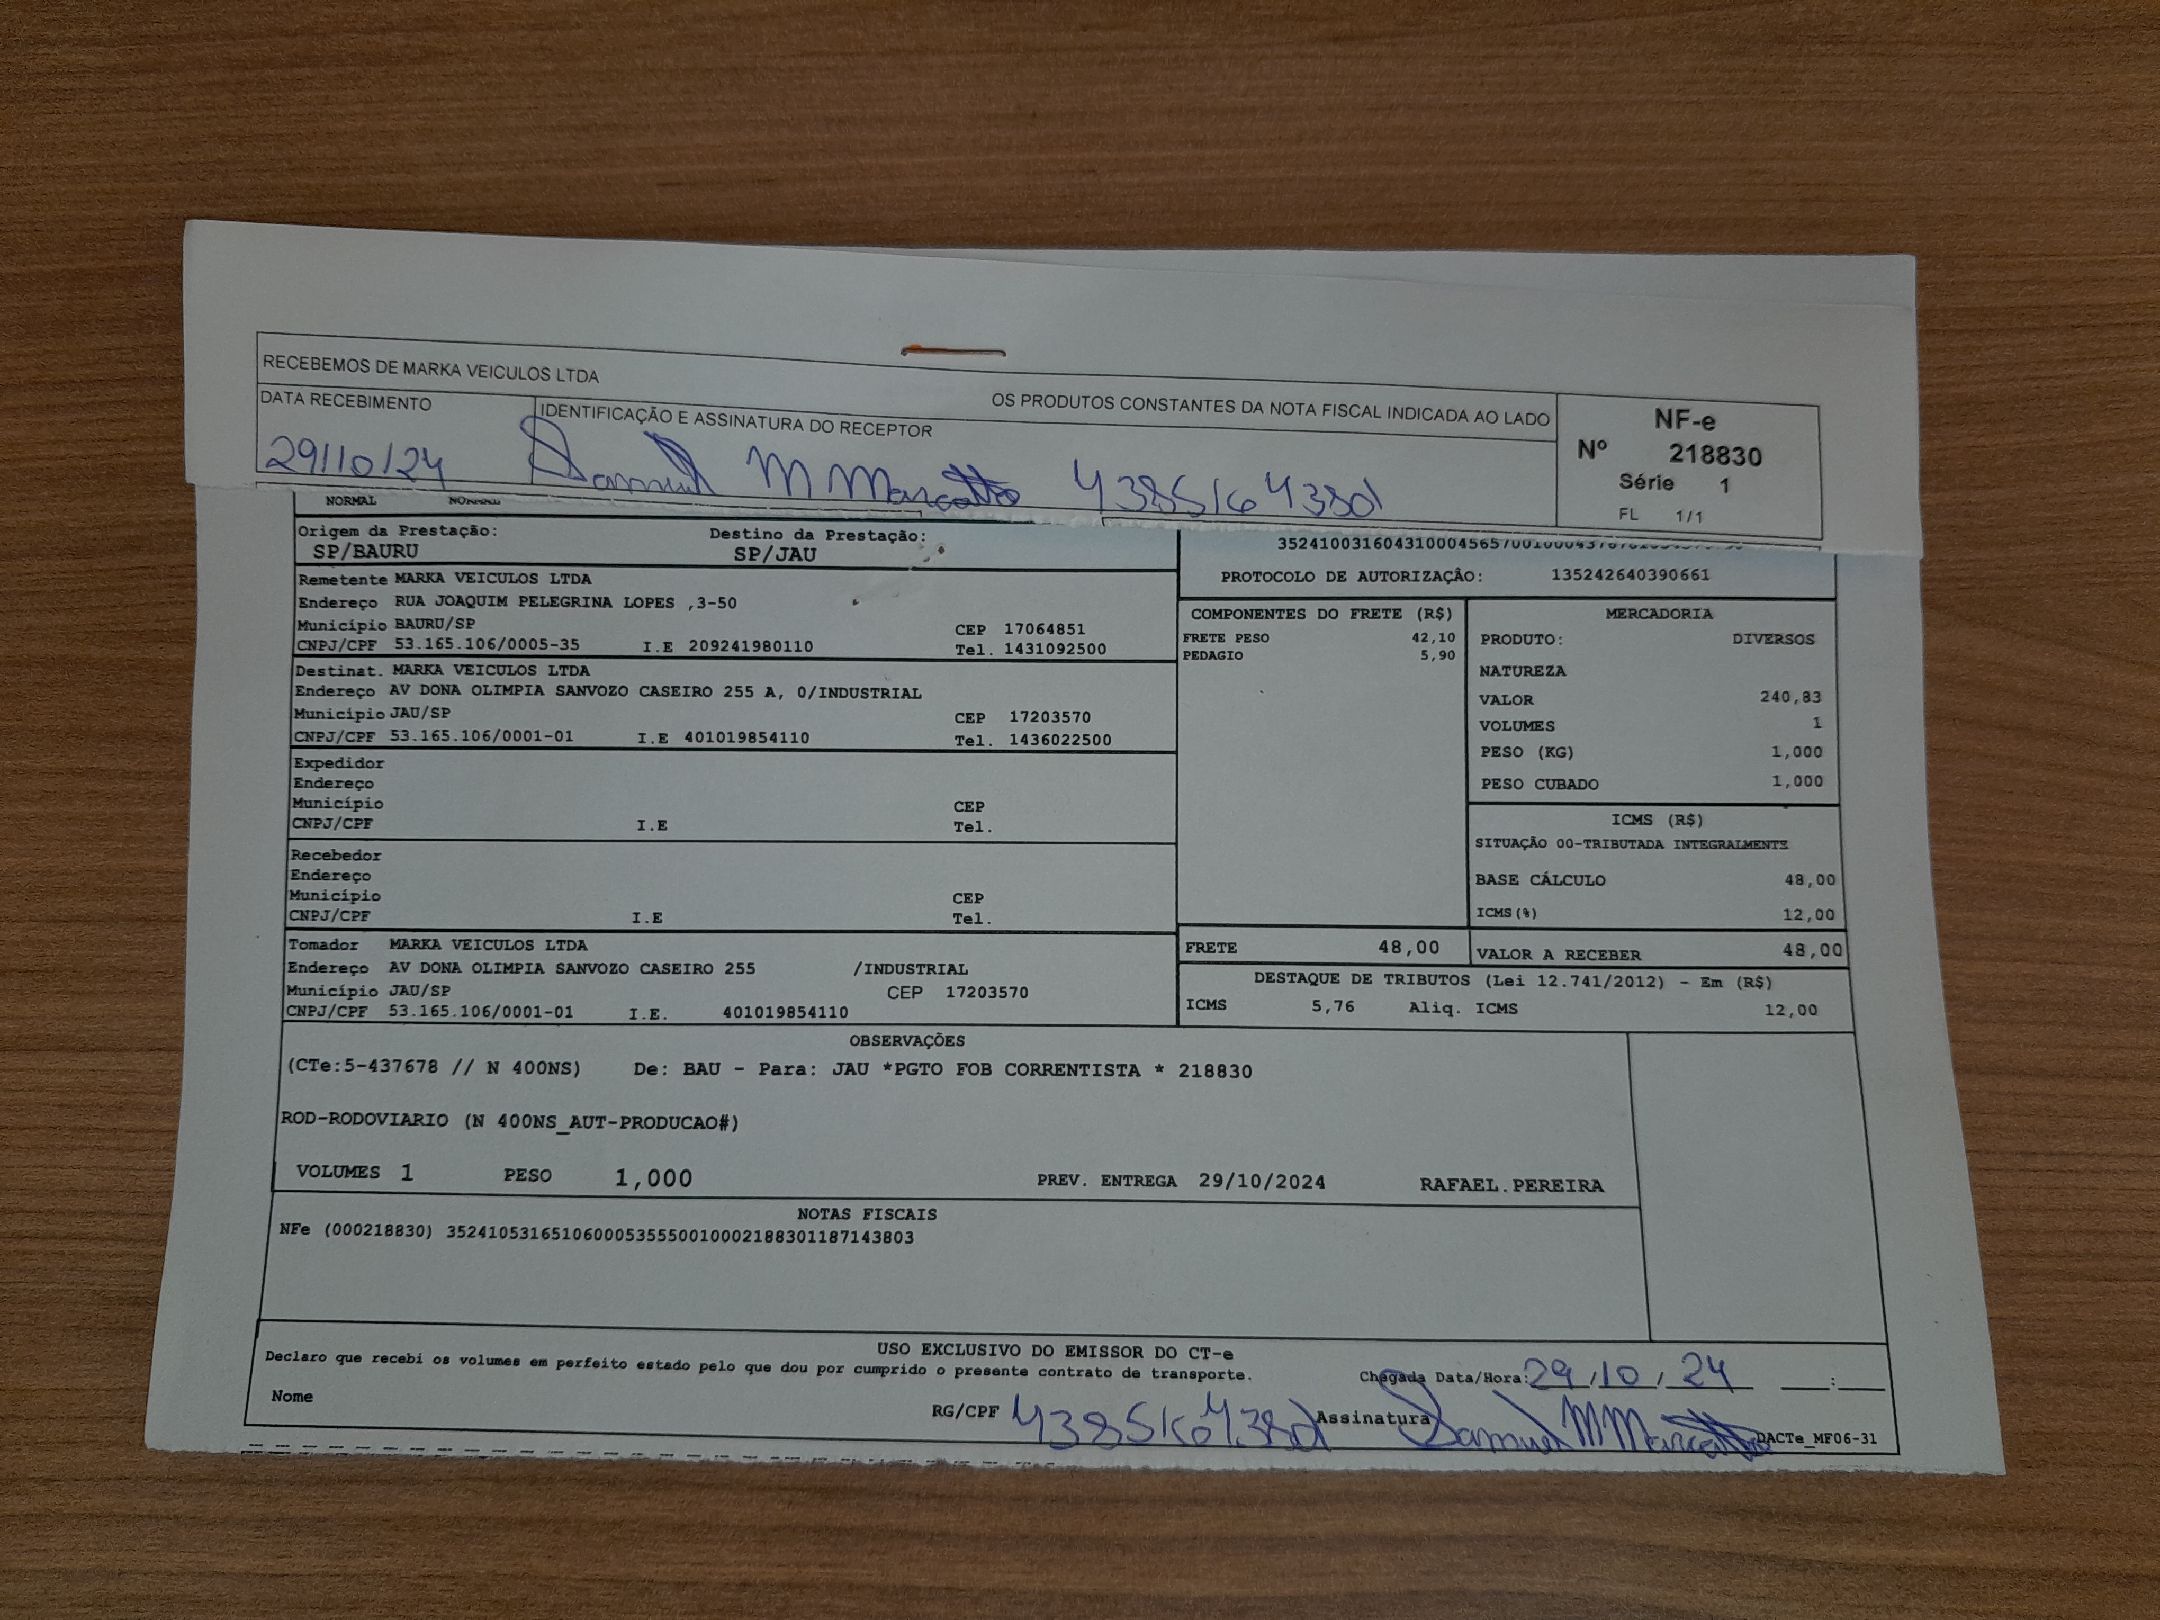 RECEBEMOS DE MARKA VEICULOS LTDA
OS PRODUTOS CONSTANTES DA NOTA FISCAL INDICADA AO LADO
DATA RECEBIMENTO
IDENTIFICAÇÃO E ASSINATURA DO RECEPTOR
29/10/24
NF-e
Nº 218830
Série 1
FL 1/1
NORMAL NORMAL
Origem da Prestação: Destino da Prestação:
SP/BAURU SP/JAU
PROTOCOLO DE AUTORIZAÇÃO: 135242640390661
Remetente MARKA VEICULOS LTDA
Endereço RUA JOAQUIM PELEGRINA LOPES ,3-50
Município BAURU/SP CEP 17064851
CNPJ/CPF 53.165.106/0005-35 I.E 209241980110 Tel. 1431092500
Destinat. MARKA VEICULOS LTDA
Endereço AV DONA OLIMPIA SANVOZO CASEIRO 255 A, 0/INDUSTRIAL
Município JAU/SP CEP 17203570
CNPJ/CPF 53.165.106/0001-01 I.E 401019854110 Tel. 1436022500
Expedidor
Endereço
Município CEP
CNPJ/CPF I.E Tel.
Recebedor
Endereço
Município CEP
CNPJ/CPF I.E Tel.
Tomador MARKA VEICULOS LTDA
Endereço AV DONA OLIMPIA SANVOZO CASEIRO 255 /INDUSTRIAL
Município JAU/SP CEP 17203570
CNPJ/CPF 53.165.106/0001-01 I.E. 401019854110
COMPONENTES DO FRETE (R$)
FRETE PESO 42,10
PEDAGIO 5,90
MERCADORIA
PRODUTO: DIVERSOS
NATUREZA
VALOR 240,83
VOLUMES 1
PESO (KG) 1,000
PESO CUBADO 1,000
ICMS (R$)
SITUAÇÃO 00-TRIBUTADA INTEGRALMENTE
BASE CÁLCULO 48,00
ICMS(%) 12,00
FRETE 48,00 VALOR A RECEBER 48,00
DESTAQUE DE TRIBUTOS (Lei 12.741/2012) - Em (R$)
ICMS 5,76 Aliq. ICMS 12,00
OBSERVAÇÕES
(CTe:5-437678 // N 400NS) De: BAU - Para: JAU *PGTO FOB CORRENTISTA * 218830
ROD-RODOVIARIO (N 400NS_AUT-PRODUCAO#)
VOLUMES 1 PESO 1,000 PREV. ENTREGA 29/10/2024 RAFAEL.PEREIRA
NOTAS FISCAIS
NFe (000218830) 35241053165106000535550010002188301187143803
USO EXCLUSIVO DO EMISSOR DO CT-e
Declaro que recebi os volumes em perfeito estado pelo que dou por cumprido o presente contrato de transporte.
Chegada Data/Hora: 29/10/24 __:__
Nome
RG/CPF
Assinatura
DACTe_MF06-31